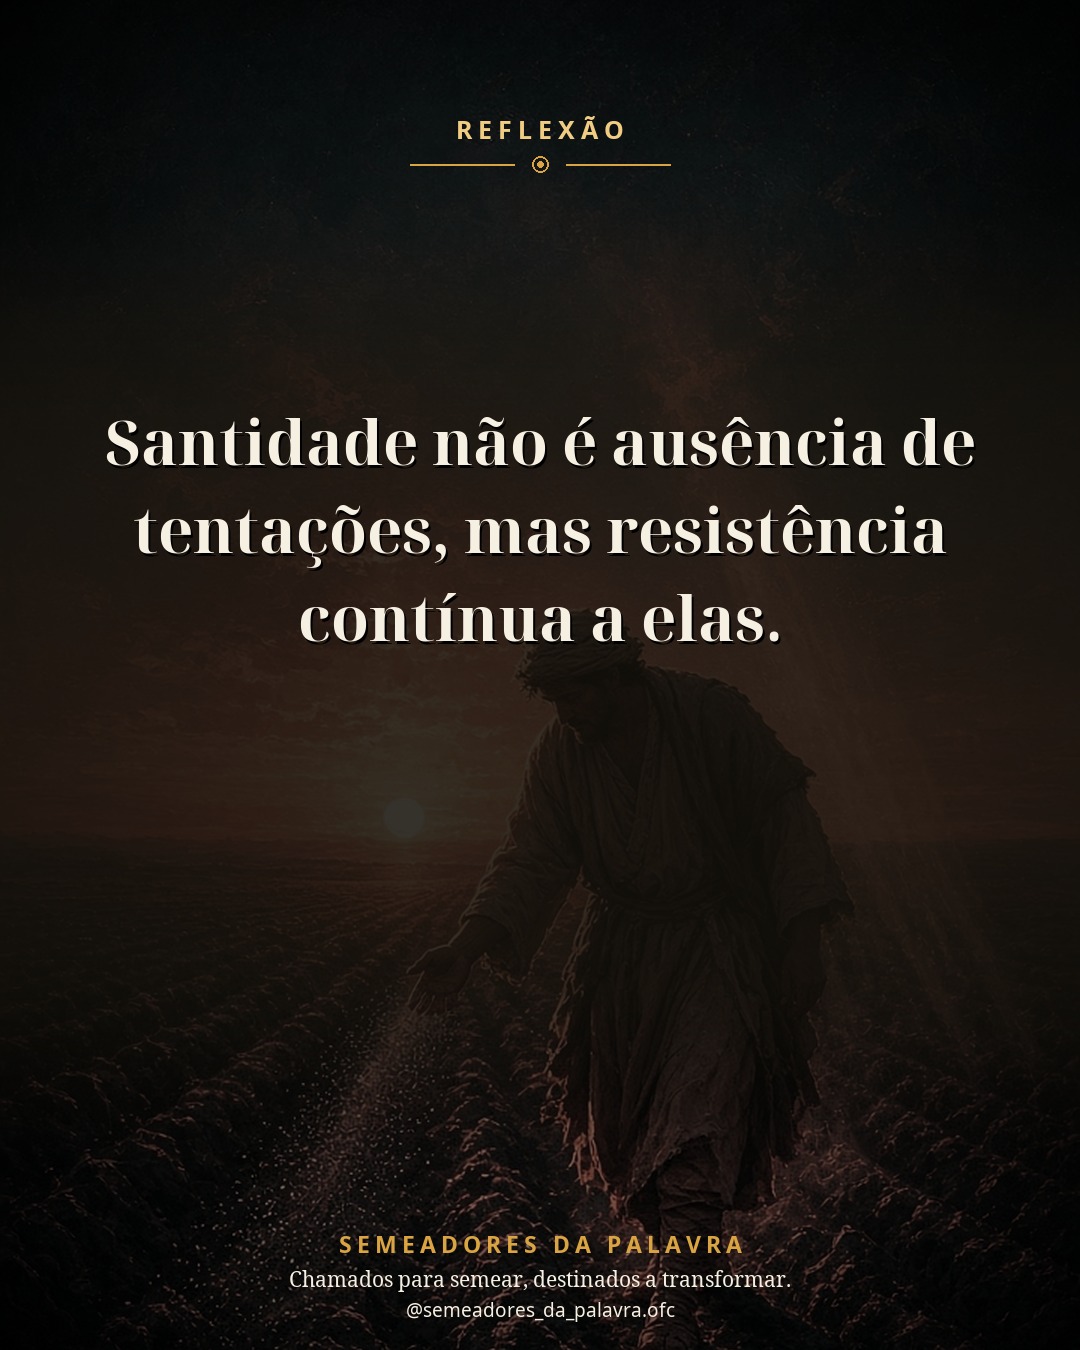 REFLEXÃO
Santidade não é ausência de
tentações, mas resistência
contínua a elas.
SEMEADORES DA PALAVRA
Chamados para semear, destinados a transformar.
@semeadores_da_palavra.ofc